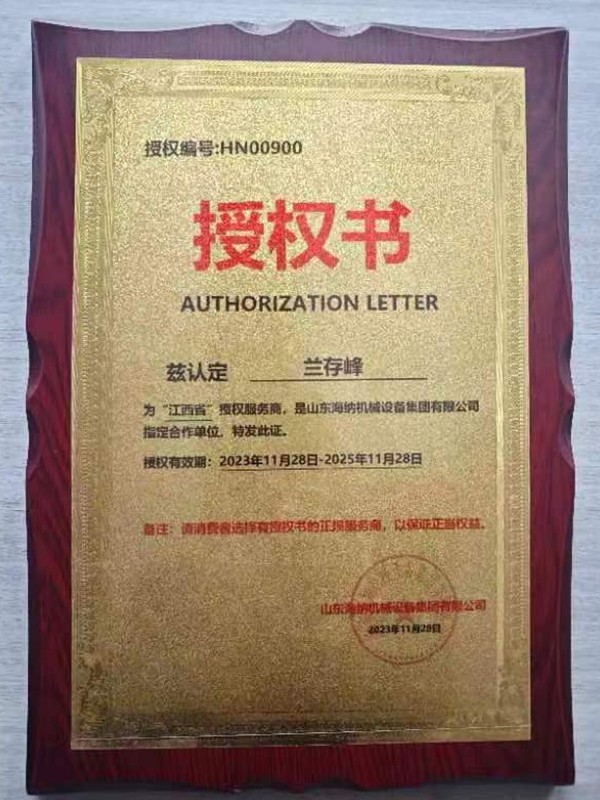 授权编号:HN00900
授权书
AUTHORIZATION LETTER
兹认定 兰存峰
为“江西省”授权服务商，是山东海纳机械设备集团有限公司
指定合作单位，特发此证。
授权有效期：2023年11月28日-2025年11月28日
备注：请消费者选择有授权书的正规服务商，以保证正当权益。
山东海纳机械设备集团有限公司
2023年11月28日